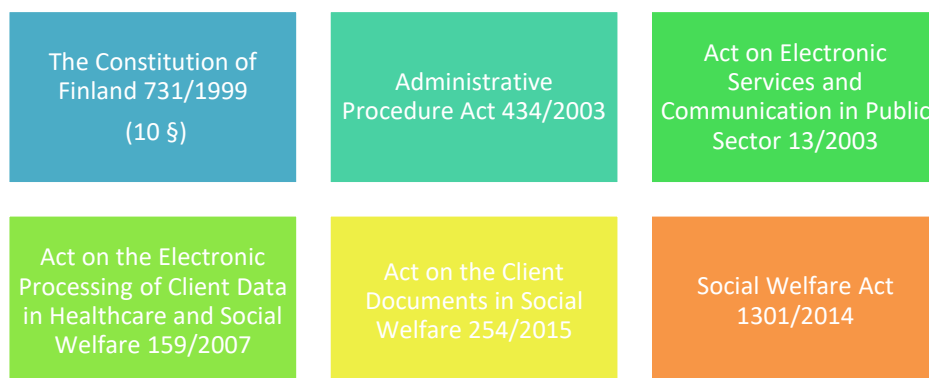 The Constitution of
Finland 731/1999
(10 §)
Administrative
Procedure Act 434/2003
Act on Electronic
Services and
Communication in Public
Sector 13/2003
Act on the Electronic
Processing of Client Data
in Healthcare and Social
Welfare 159/2007
Act on the Client
Documents in Social
Welfare 254/2015
Social Welfare Act
1301/2014